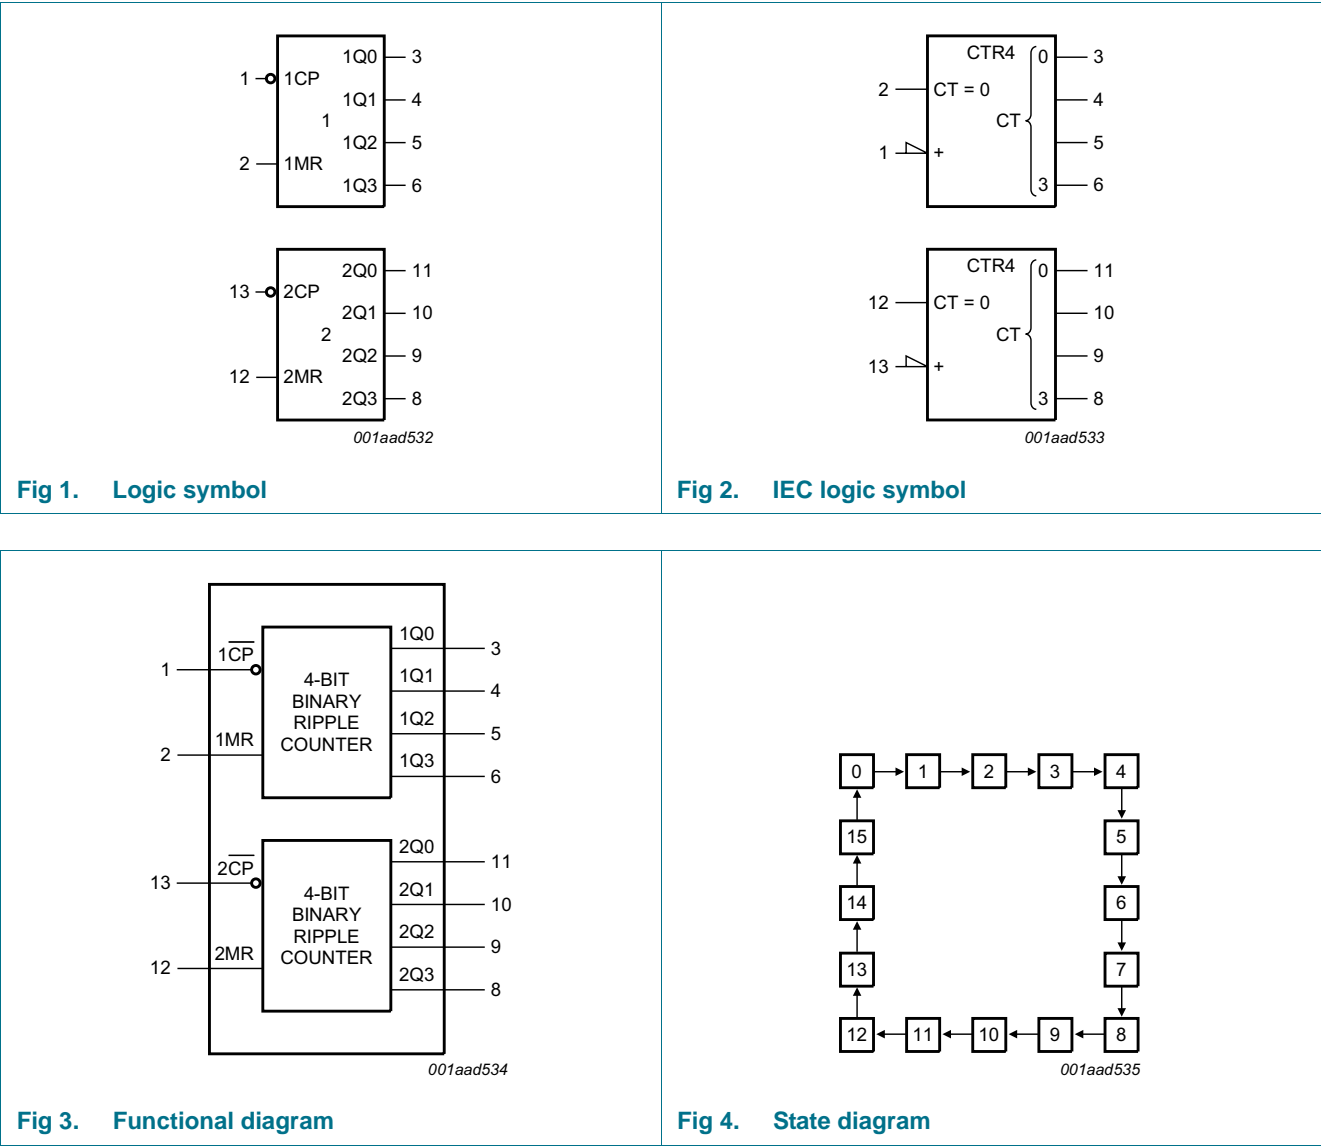 1Q0 3
1 1CP
1Q1 4
1
1Q2 5
2 1MR
1Q3 6
2Q0 11
13 2CP
2Q1 10
2
2Q2 9
12 2MR
2Q3 8
001aad532
Fig 1. Logic symbol
CTR4 0 3
2 CT = 0
4
CT
5
1 +
3 6
CTR4 0 11
12 CT = 0
10
CT
9
13 +
3 8
001aad533
Fig 2. IEC logic symbol
1Q0
3
1C̅P̅
1
1Q1
4
4-BIT
BINARY
RIPPLE
COUNTER
1Q2
5
1MR
2
1Q3
6
2Q0
11
2C̅P̅
13
2Q1
10
4-BIT
BINARY
RIPPLE
COUNTER
2Q2
9
2MR
12
2Q3
8
001aad534
Fig 3. Functional diagram
0 1 2 3 4
15 5
14 6
13 7
12 11 10 9 8
001aad535
Fig 4. State diagram